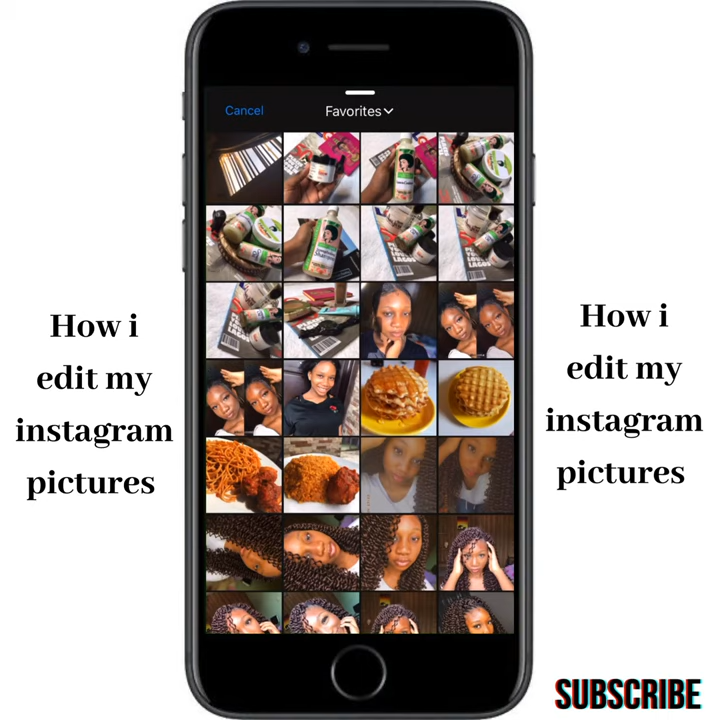 Cancel
Favorites
How i
edit my
instagram
pictures
How i
edit my
instagram
pictures
SUBSCRIBE